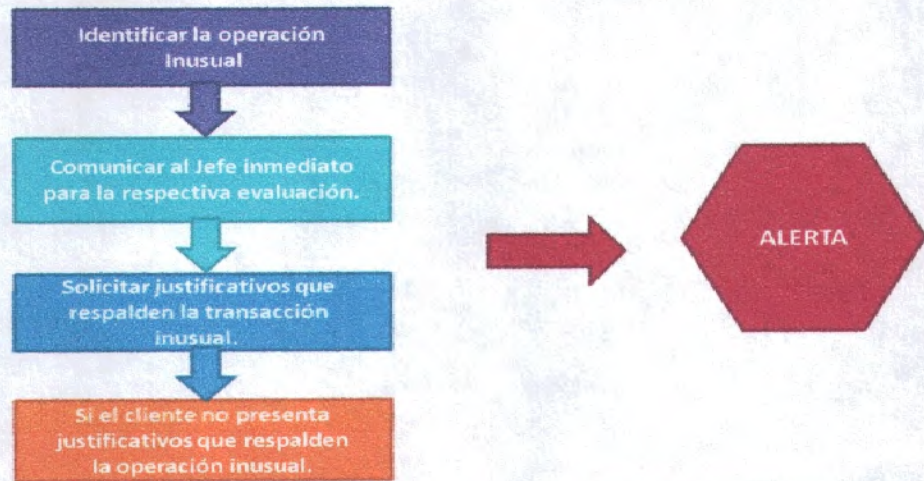 Identificar la operación
Inusual
Comunicar al Jefe inmediato
para la respectiva evaluación.
Solicitar justificativos que
respalden la transacción
inusual.
Si el cliente no presenta
justificativos que respalden
la operación inusual.
ALERTA